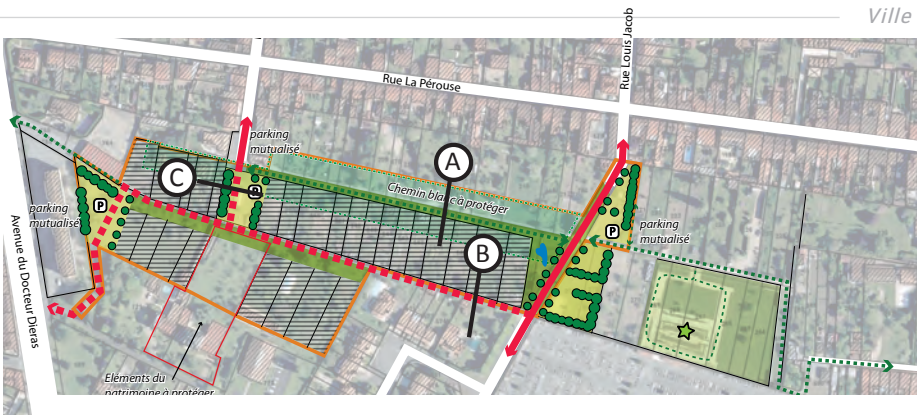 Ville
Rue Louis Jacob
Rue La Pérouse
parking
mutualisé
A
C
P
Chemin blanc à protéger
parking
mutualisé
P
Avenue du Docteur Dieras
parking
mutualisé
P
B
Eléments du
patrimoine à protéger